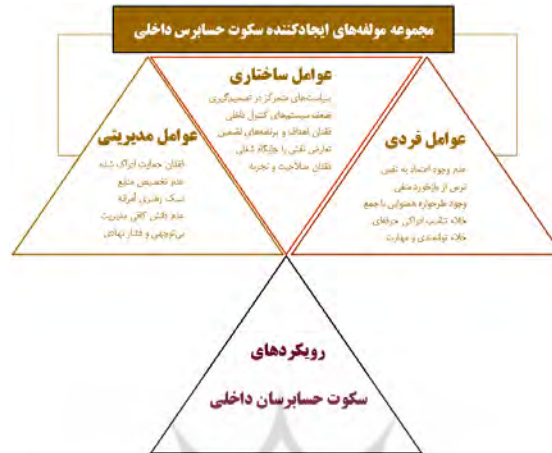 مجموعه مولفه‌های ایجادکننده سکوت حسابرس داخلی
عوامل فردی
عدم وجود اعتماد به نفس
ترس از بازخورد منفی
وجود طرحواره همنوایی با جمع
خلاء تناسب ادراکی حرفه‌ای
خلاء توانمندی و مهارت
عوامل ساختاری
سیاست‌های متمرکز در تصمیم‌گیری
ضعف سیستم‌های کنترل داخلی
فقدان اهداف و برنامه‌های تضمین
تعارض نقش با جایگاه شغلی
فقدان صلاحیت و تجربه
عوامل مدیریتی
فقدان حمایت ادراک شده
عدم تخصیص منابع
سبک رهبری آمرانه
عدم دانش کافی مدیریت
بی‌توجهی و فشار نهادی
رویکردهای
سکوت حسابرسان داخلی